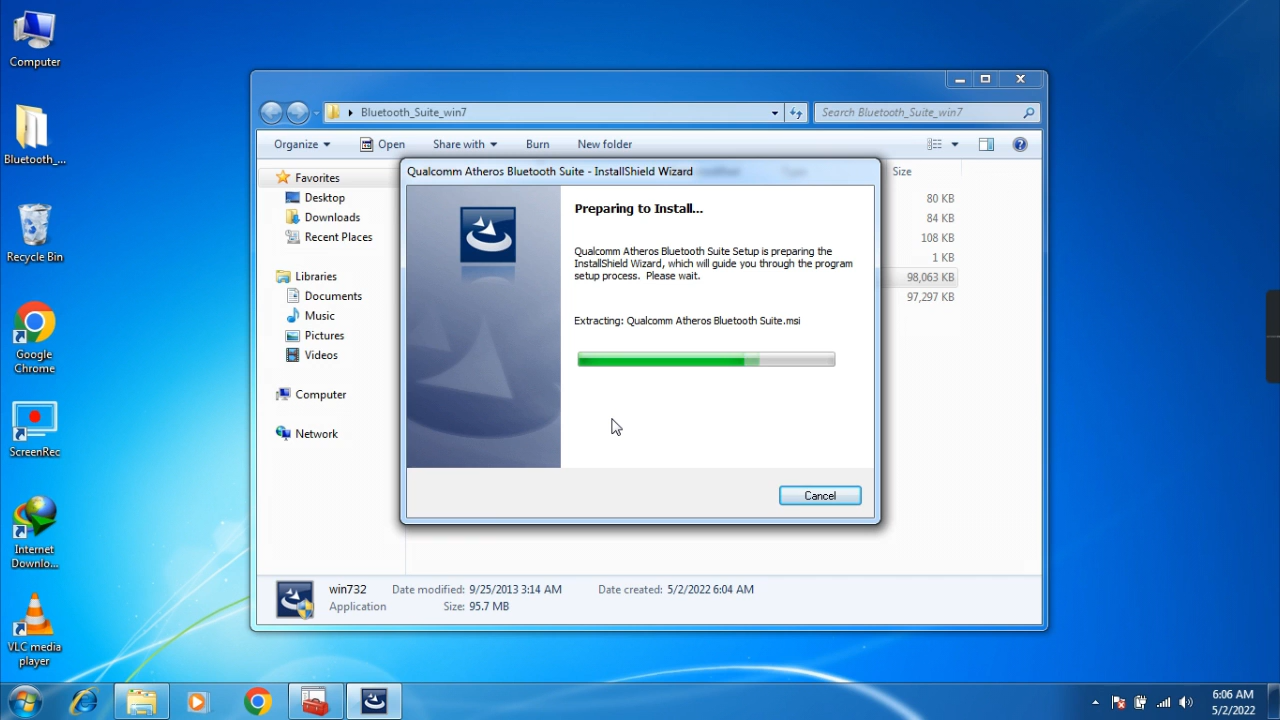 Computer
Bluetooth_...
Recycle Bin
Google
Chrome
ScreenRec
Internet
Downlo...
VLC media
player
Bluetooth_Suite_win7
Search Bluetooth_Suite_win7
Organize
Open
Share with
Burn
New folder
Favorites
Desktop
Downloads
Recent Places
Libraries
Documents
Music
Pictures
Videos
Computer
Network
Size
80 KB
84 KB
108 KB
1 KB
98,063 KB
97,297 KB
Qualcomm Atheros Bluetooth Suite - InstallShield Wizard
Preparing to Install...
Qualcomm Atheros Bluetooth Suite Setup is preparing the
InstallShield Wizard, which will guide you through the program
setup process. Please wait.
Extracting: Qualcomm Atheros Bluetooth Suite.msi
Cancel
win732 Date modified: 9/25/2013 3:14 AM Date created: 5/2/2022 6:04 AM
Application Size: 95.7 MB
6:06 AM
5/2/2022